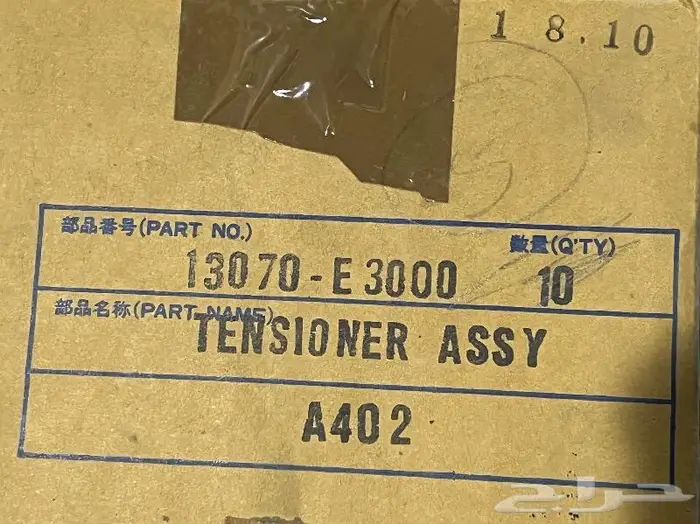 1 8.10
部品番号(PART NO.) 数量(Q'TY)
13070-E3000 10
部品名称(PART NAME)
TENSIONER ASSY
A402
حراج